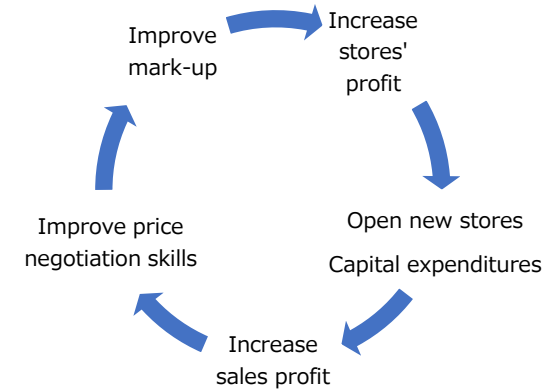 Improve
mark-up
Increase
stores'
profit
Open new stores
Capital expenditures
Increase
sales profit
Improve price
negotiation skills